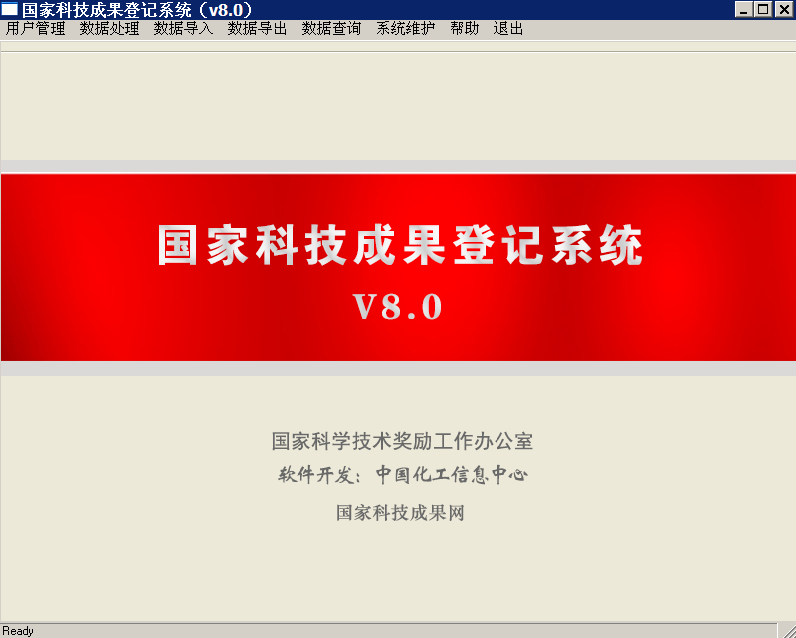 国家科技成果登记系统（v8.0）
用户管理 数据处理 数据导入 数据导出 数据查询 系统维护 帮助 退出
国家科技成果登记系统
V8.0
国家科学技术奖励工作办公室
软件开发：中国化工信息中心
国家科技成果网
Ready